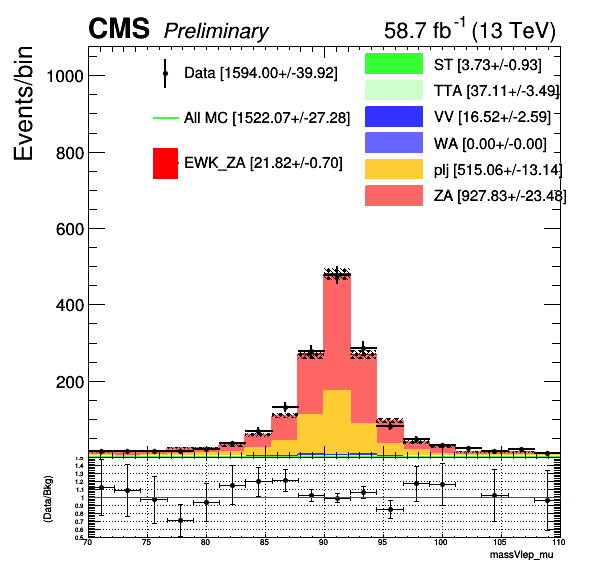 CMS Preliminary 58.7 fb⁻¹ (13 TeV)
Events/bin
1000
800
600
400
200
Data [1594.00+/-39.92]
All MC [1522.07+/-27.28]
EWK_ZA [21.82+/-0.70]
ST [3.73+/-0.93]
TTA [37.11+/-3.49]
VV [16.52+/-2.59]
WA [0.00+/-0.00]
plj [515.06+/-13.14]
ZA [927.83+/-23.48]
(Data/Bkg)
1.5
1.4
1.3
1.2
1.1
1
0.9
0.8
0.7
0.6
0.5
70 75 80 85 90 95 100 105 110
massVlep_mu